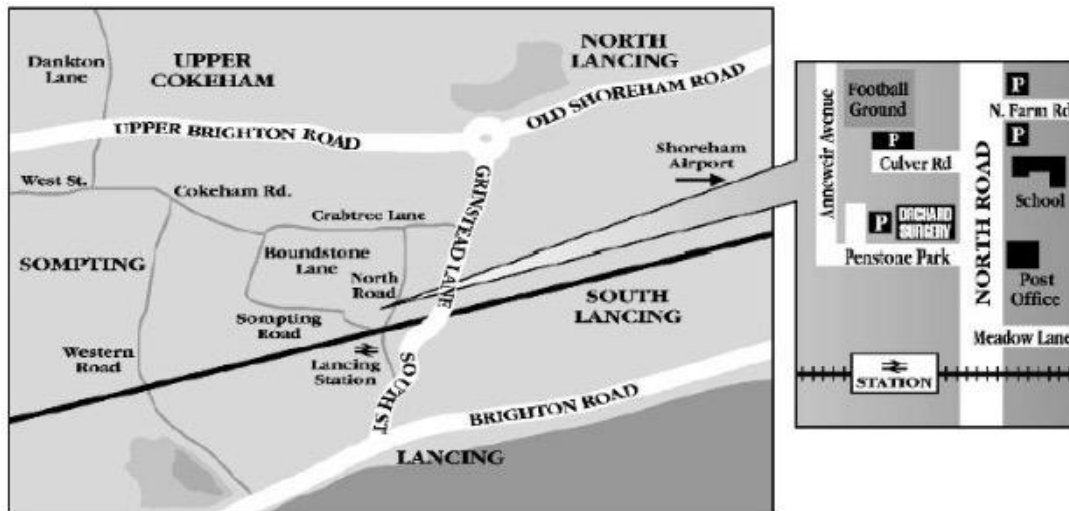 Dankton
Lane
UPPER
COKEHAM
NORTH
LANCING
OLD SHOREHAM ROAD
UPPER BRIGHTON ROAD
Shoreham
Airport
West St.
Cokeham Rd.
GRINSTEAD LANE
Crabtree Lane
SOMPTING
Boundstone
Lane
North
Road
SOUTH
LANCING
Sompting
Road
Western
Road
Lancing
Station
SOUTH ST
BRIGHTON ROAD
LANCING
Anneweir Avenue
Football
Ground
P
N. Farm Rd
P
P
Culver Rd
NORTH ROAD
School
P
ORCHARD
SURGERY
Penstone Park
Post
Office
Meadow Lane
STATION